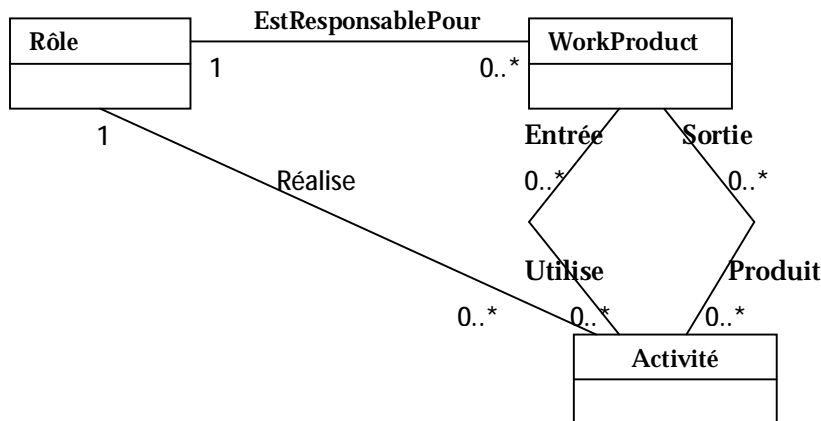 EstResponsablePour
Rôle
WorkProduct
1
0..*
1
Entrée
Sortie
Réalise
0..*
0..*
Utilise
Produit
0..*
0..*
0..*
Activité